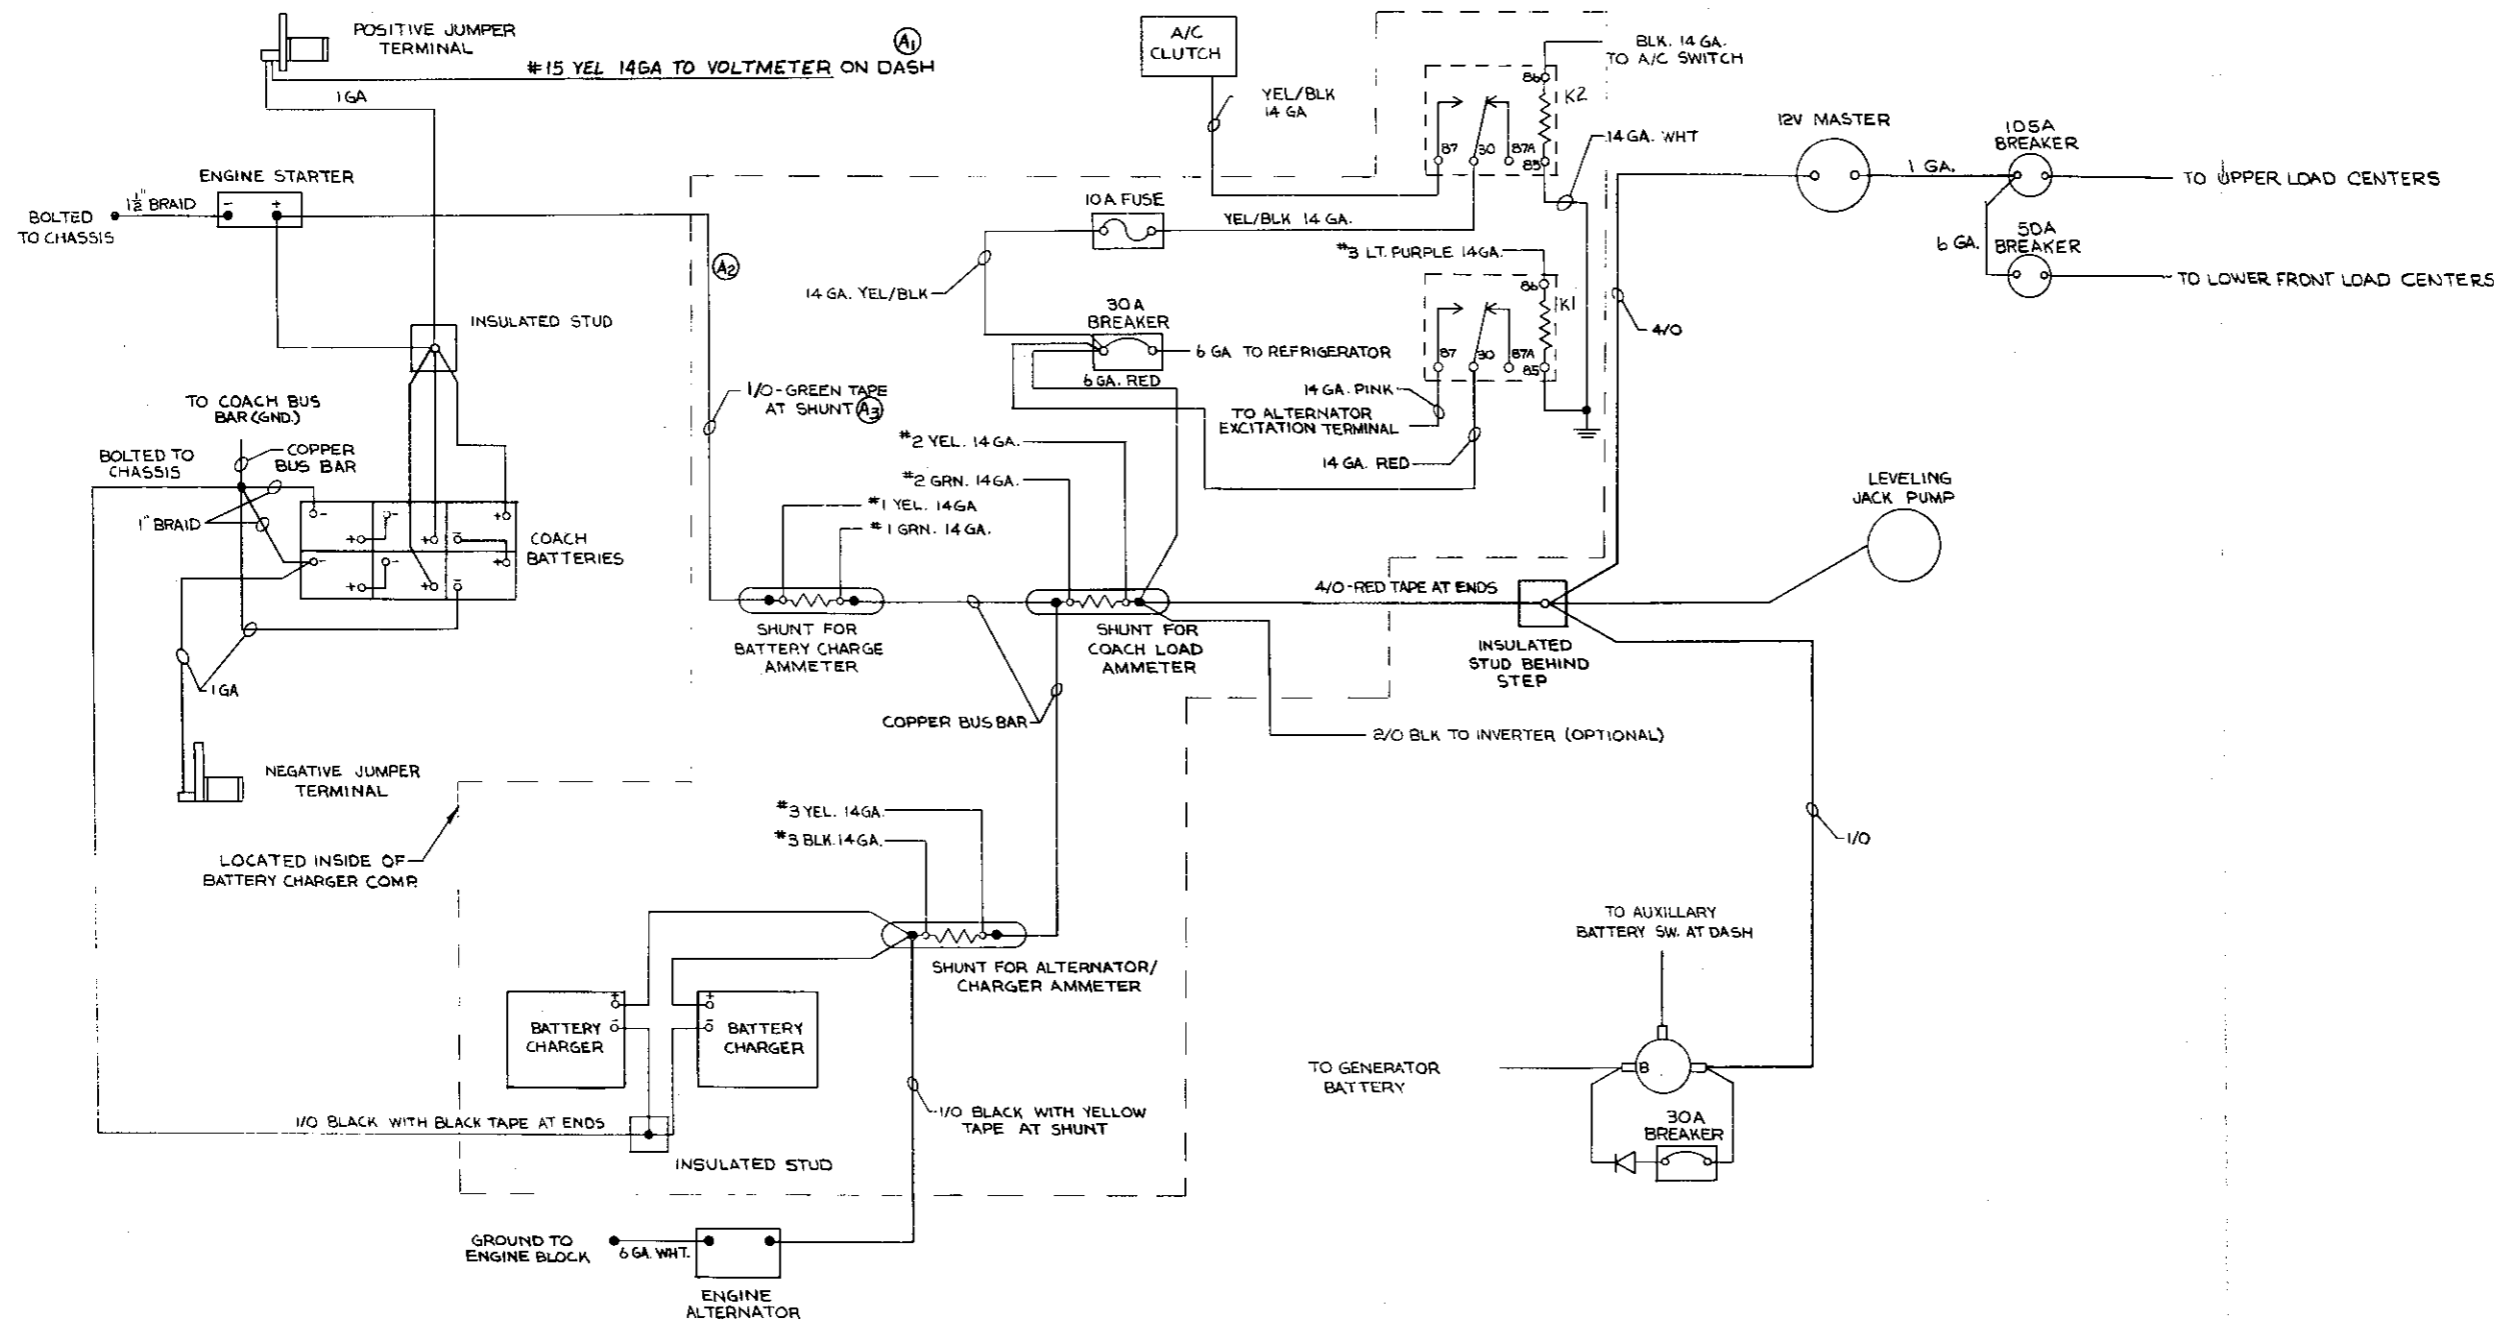 POSITIVE JUMPER
TERMINAL
A1
#15 YEL 14GA TO VOLTMETER ON DASH
1 GA
A/C
CLUTCH
YEL/BLK
14 GA
BLK. 14 GA.
TO A/C SWITCH
86
K2
87
30
87A
85
14 GA. WHT
12V MASTER
1 GA.
105A
BREAKER
TO UPPER LOAD CENTERS
6 GA.
50A
BREAKER
TO LOWER FRONT LOAD CENTERS
ENGINE STARTER
1½" BRAID
- +
BOLTED
TO CHASSIS
10A FUSE
YEL/BLK 14 GA.
#3 LT. PURPLE 14GA.
A2
14 GA. YEL/BLK
30A
BREAKER
6 GA TO REFRIGERATOR
6 GA. RED
86
K1
87
30
87A
85
4/0
INSULATED STUD
1/0-GREEN TAPE
AT SHUNT A3
14 GA. PINK
TO ALTERNATOR
EXCITATION TERMINAL
14 GA. RED
TO COACH BUS
BAR (GND.)
COPPER
BUS BAR
BOLTED TO
CHASSIS
1" BRAID
COACH
BATTERIES
- - + + + -
- - + + + -
#2 YEL. 14 GA.
#2 GRN. 14 GA.
#1 YEL. 14GA
#1 GRN. 14 GA.
LEVELING
JACK PUMP
4/0-RED TAPE AT ENDS
SHUNT FOR
BATTERY CHARGE
AMMETER
SHUNT FOR
COACH LOAD
AMMETER
INSULATED
STUD BEHIND
STEP
1 GA
COPPER BUS BAR
2/0 BLK TO INVERTER (OPTIONAL)
NEGATIVE JUMPER
TERMINAL
LOCATED INSIDE OF
BATTERY CHARGER COMP.
#3 YEL. 14GA.
#3 BLK. 14 GA.
1/0
SHUNT FOR ALTERNATOR/
CHARGER AMMETER
+
-
BATTERY
CHARGER
+
-
BATTERY
CHARGER
TO AUXILLARY
BATTERY SW. AT DASH
TO GENERATOR
BATTERY
B
30A
BREAKER
1/0 BLACK WITH BLACK TAPE AT ENDS
1/0 BLACK WITH YELLOW
TAPE AT SHUNT
INSULATED STUD
GROUND TO
ENGINE BLOCK
6 GA. WHT.
ENGINE
ALTERNATOR